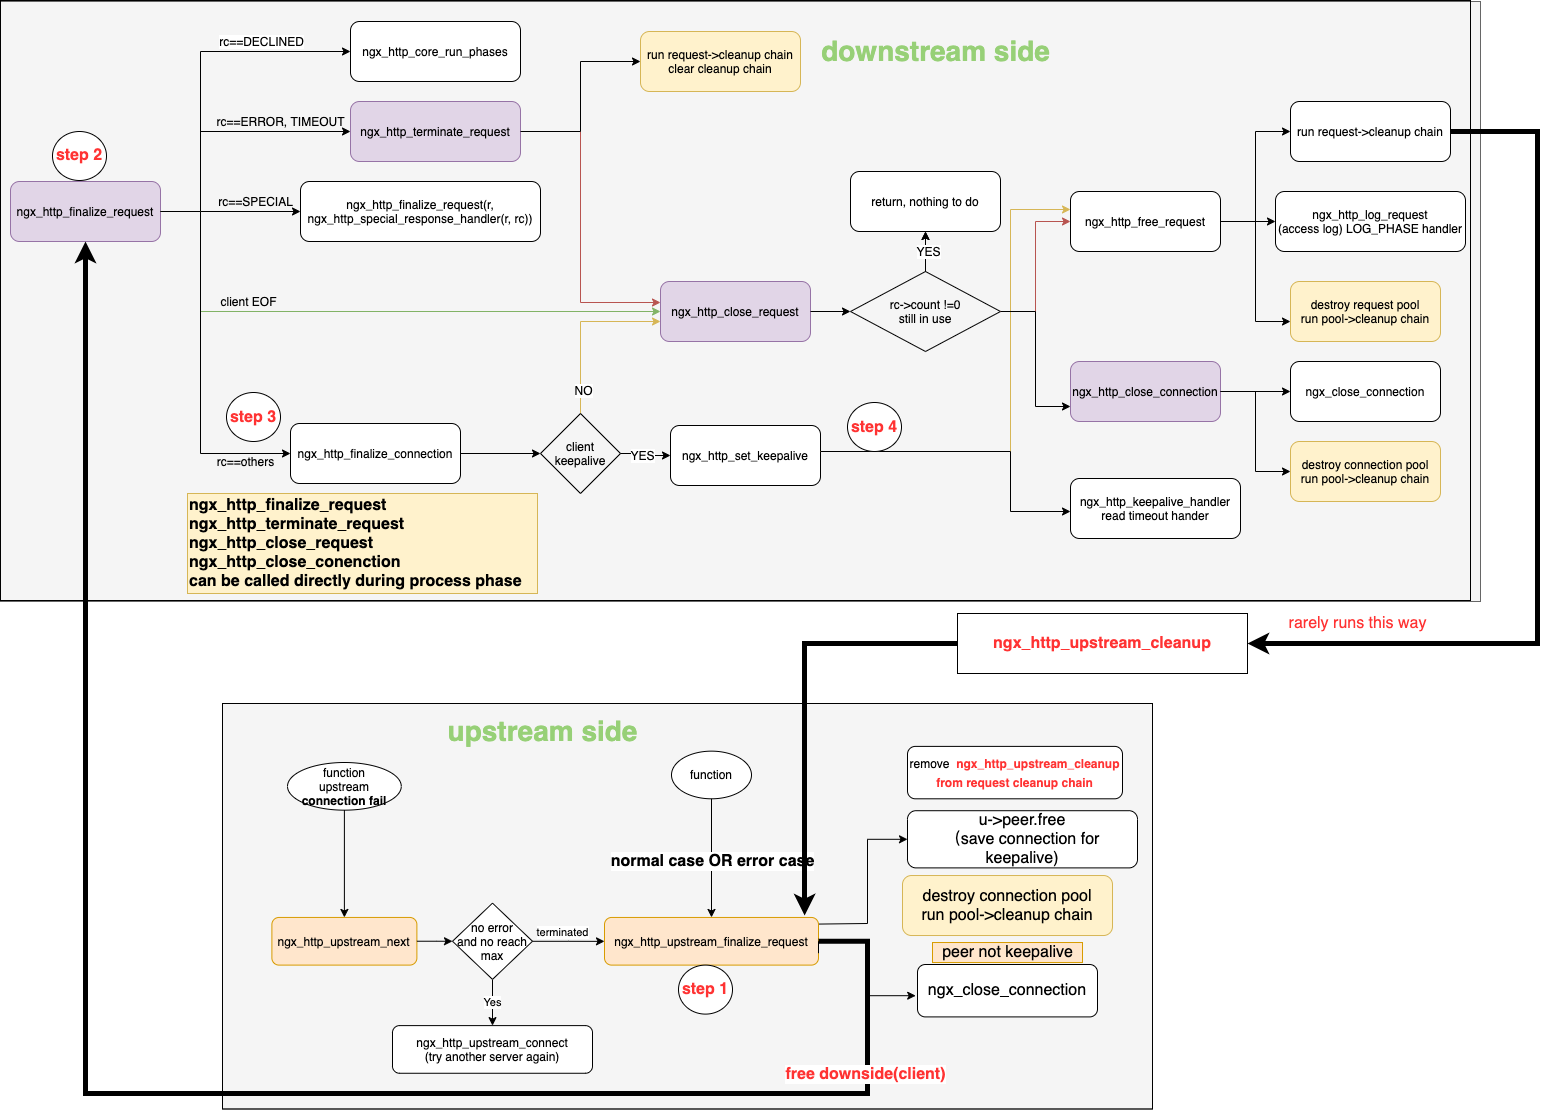 downstream side
rc==DECLINED
ngx_http_core_run_phases
run request->cleanup chain
clear cleanup chain
rc==ERROR, TIMEOUT
ngx_http_terminate_request
run request->cleanup chain
step 2
ngx_http_finalize_request
rc==SPECIAL
ngx_http_finalize_request(r,
ngx_http_special_response_handler(r, rc))
return, nothing to do
YES
ngx_http_free_request
ngx_http_log_request
(access log) LOG_PHASE handler
client EOF
ngx_http_close_request
rc->count !=0
still in use
destroy request pool
run pool->cleanup chain
NO
ngx_http_close_connection
ngx_close_connection
step 3
rc==others
ngx_http_finalize_connection
client
keepalive
YES
ngx_http_set_keepalive
step 4
destroy connection pool
run pool->cleanup chain
ngx_http_keepalive_handler
read timeout hander
ngx_http_finalize_request
ngx_http_terminate_request
ngx_http_close_request
ngx_http_close_conenction
can be called directly during process phase
rarely runs this way
ngx_http_upstream_cleanup
upstream side
function
upstream
connection fail
function
remove ngx_http_upstream_cleanup
from request cleanup chain
u->peer.free
(save connection for
keepalive)
normal case OR error case
destroy connection pool
run pool->cleanup chain
ngx_http_upstream_next
no error
and no reach
max
terminated
ngx_http_upstream_finalize_request
peer not keepalive
ngx_close_connection
step 1
Yes
ngx_http_upstream_connect
(try another server again)
free downside(client)